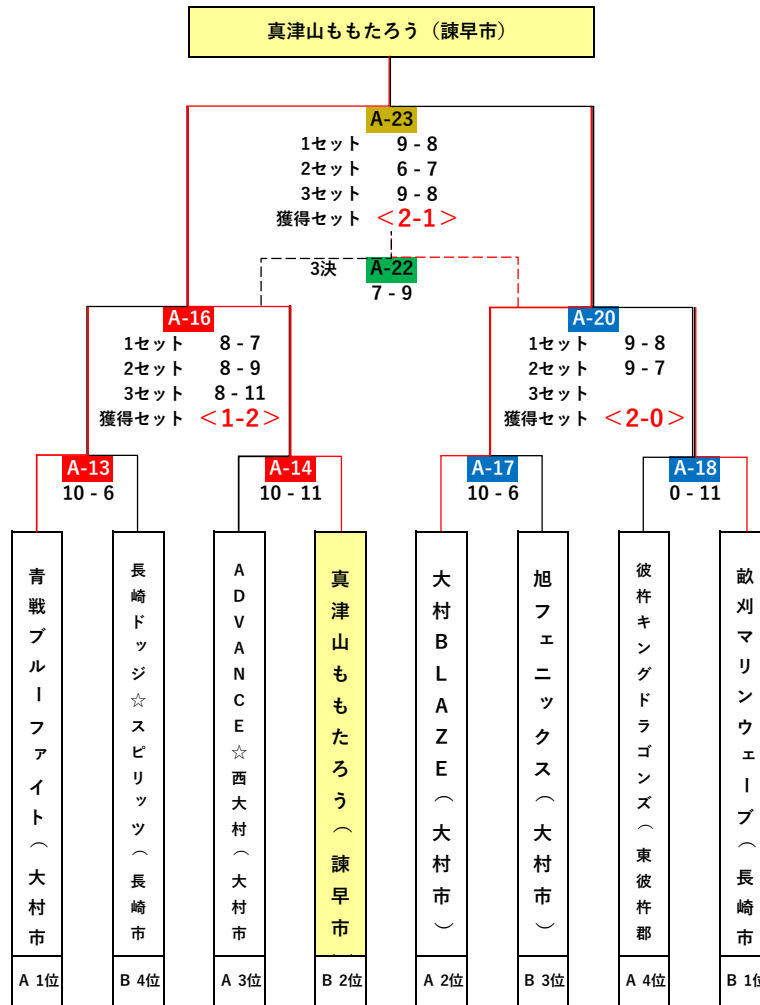 真津山ももたろう（諫早市）
A-23
1セット 9 - 8
2セット 6 - 7
3セット 9 - 8
獲得セット ＜2-1＞
3決 A-22
7 - 9
A-16
1セット 8 - 7
2セット 8 - 9
3セット 8 - 11
獲得セット ＜1-2＞
A-20
1セット 9 - 8
2セット 9 - 7
3セット
獲得セット ＜2-0＞
A-13
10 - 6
A-14
10 - 11
A-17
10 - 6
A-18
0 - 11
青戦ブルーファイト（大村市
長崎ドッジ☆スピリッツ（長崎市
ADVANCE☆西大村（大村市
真津山ももたろう（諫早市
大村BLAZE（大村市）
旭フェニックス（大村市）
彼杵キングドラゴンズ（東彼杵郡
畝刈マリンウェーブ（長崎市
A 1位
B 4位
A 3位
B 2位
A 2位
B 3位
A 4位
B 1位